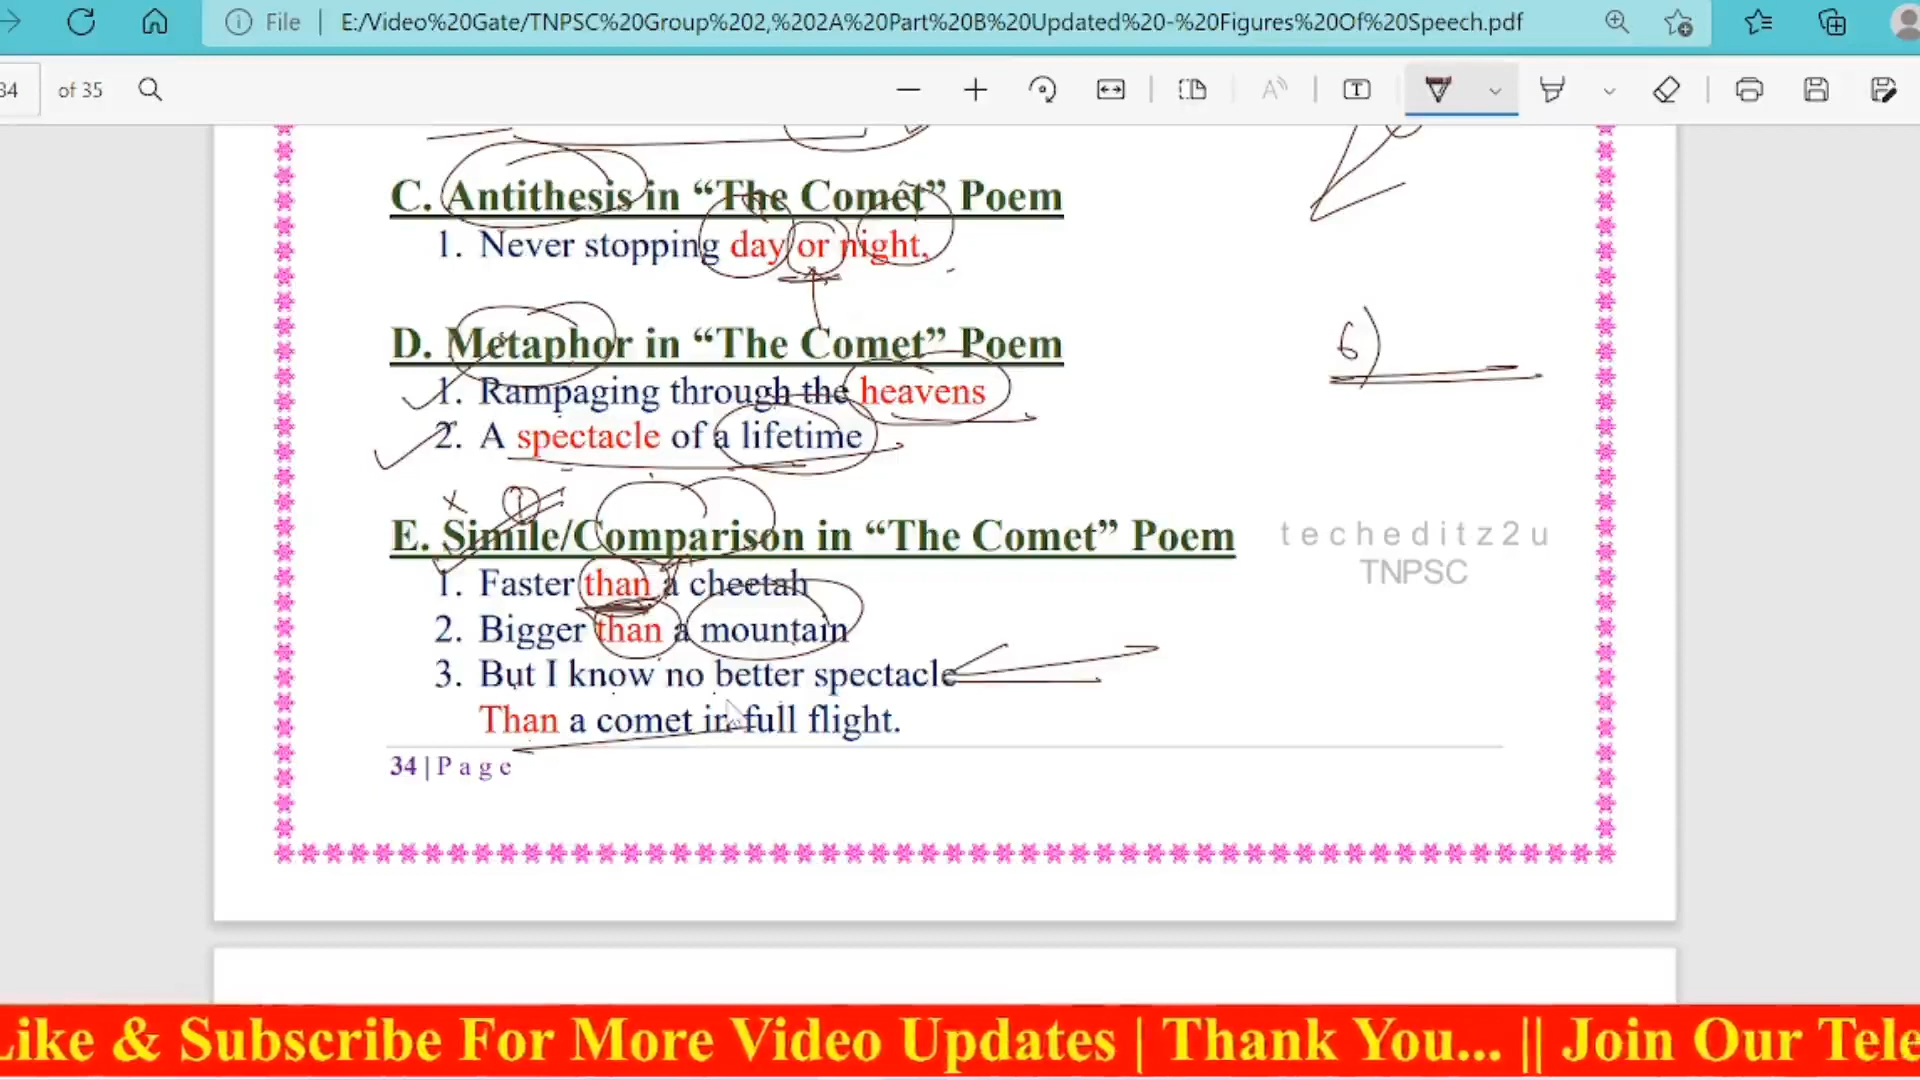 File
E:/Video%20Gate/TNPSC%20Group%202,%202A%20Part%20B%20Updated%20-%20Figures%20Of%20Speech.pdf
34 of 35
C. Antithesis in “The Comet” Poem
1. Never stopping day or night,
D. Metaphor in “The Comet” Poem
6)
1. Rampaging through the heavens
2. A spectacle of a lifetime
E. Simile/Comparison in “The Comet” Poem
techeditz2u
TNPSC
1. Faster than a cheetah
2. Bigger than a mountain
3. But I know no better spectacle
Than a comet in full flight.
34 | P a g e
Like & Subscribe For More Video Updates | Thank You... || Join Our Tele